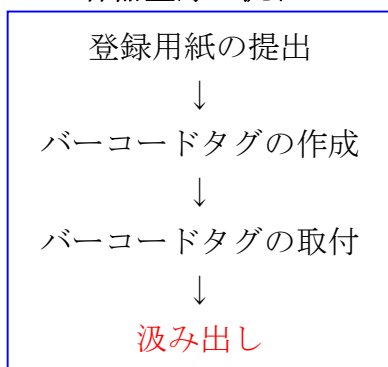 登録用紙の提出
↓
バーコードタグの作成
↓
バーコードタグの取付
↓
汲み出し